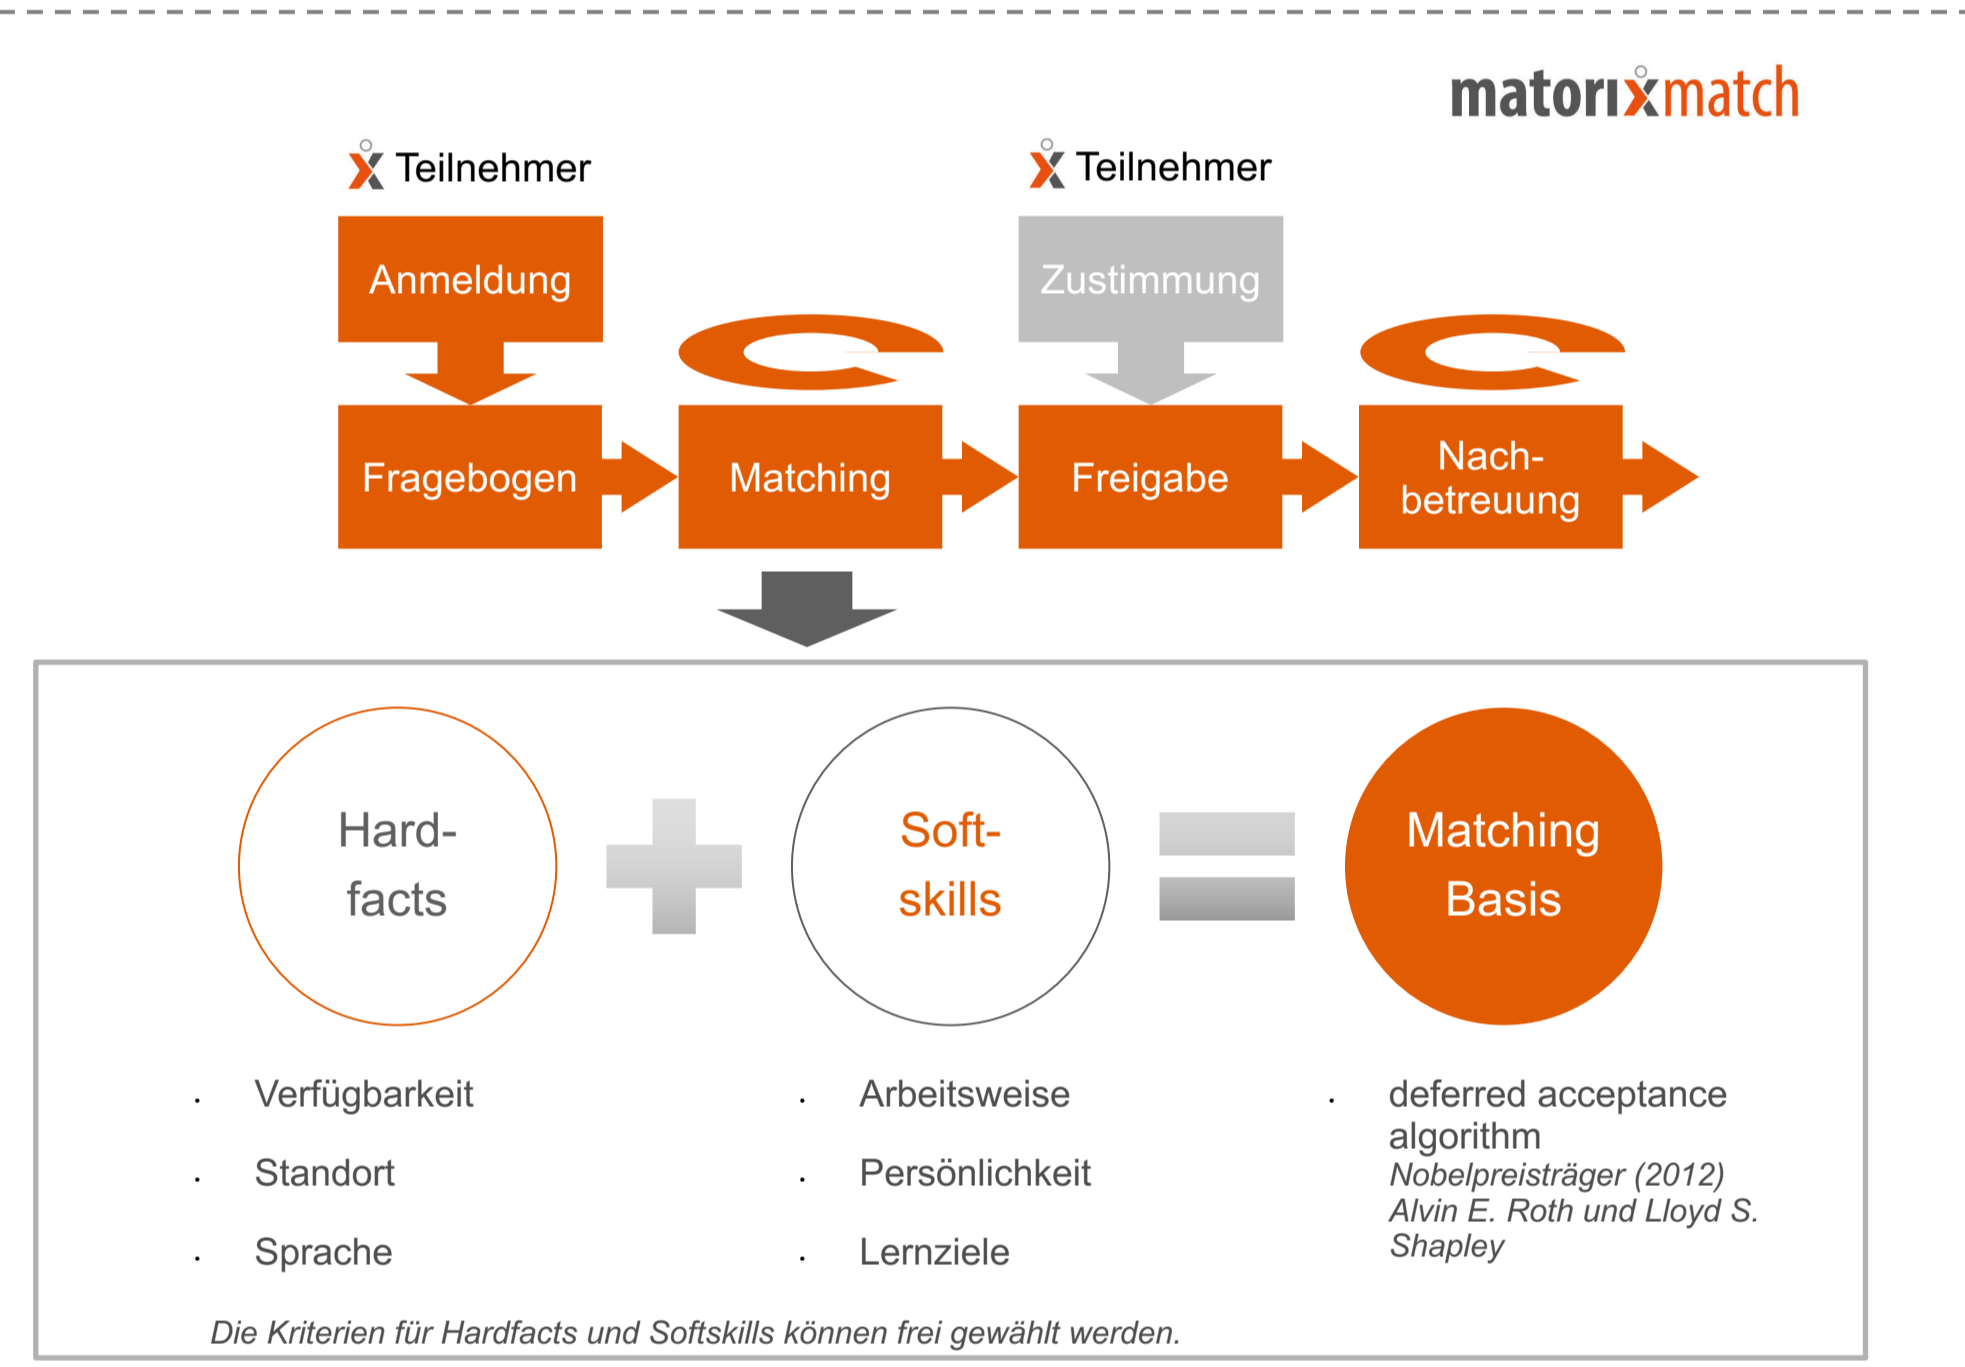 matorixmatch
Teilnehmer
Teilnehmer
Anmeldung
Zustimmung
Fragebogen
Matching
Freigabe
Nach-
betreuung
Hard-
facts
Soft-
skills
Matching
Basis
. Verfügbarkeit
. Standort
. Sprache
. Arbeitsweise
. Persönlichkeit
. Lernziele
. deferred acceptance
algorithm
Nobelpreisträger (2012)
Alvin E. Roth und Lloyd S.
Shapley
Die Kriterien für Hardfacts und Softskills können frei gewählt werden.